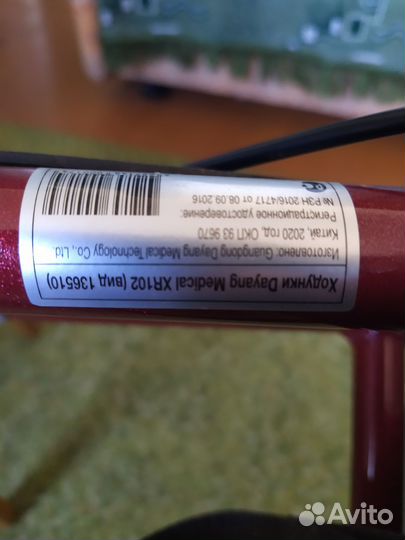 Ходунки Dayang Medical XR102 (вид 136510)
Изготовлено: Guangdong Dayang Medical Technology Co., Ltd.
Китай, 2020 год, ОКП 93 9670
Регистрационное удостоверение:
№ РЗН 2016/4717 от 08.09.2016
Avito